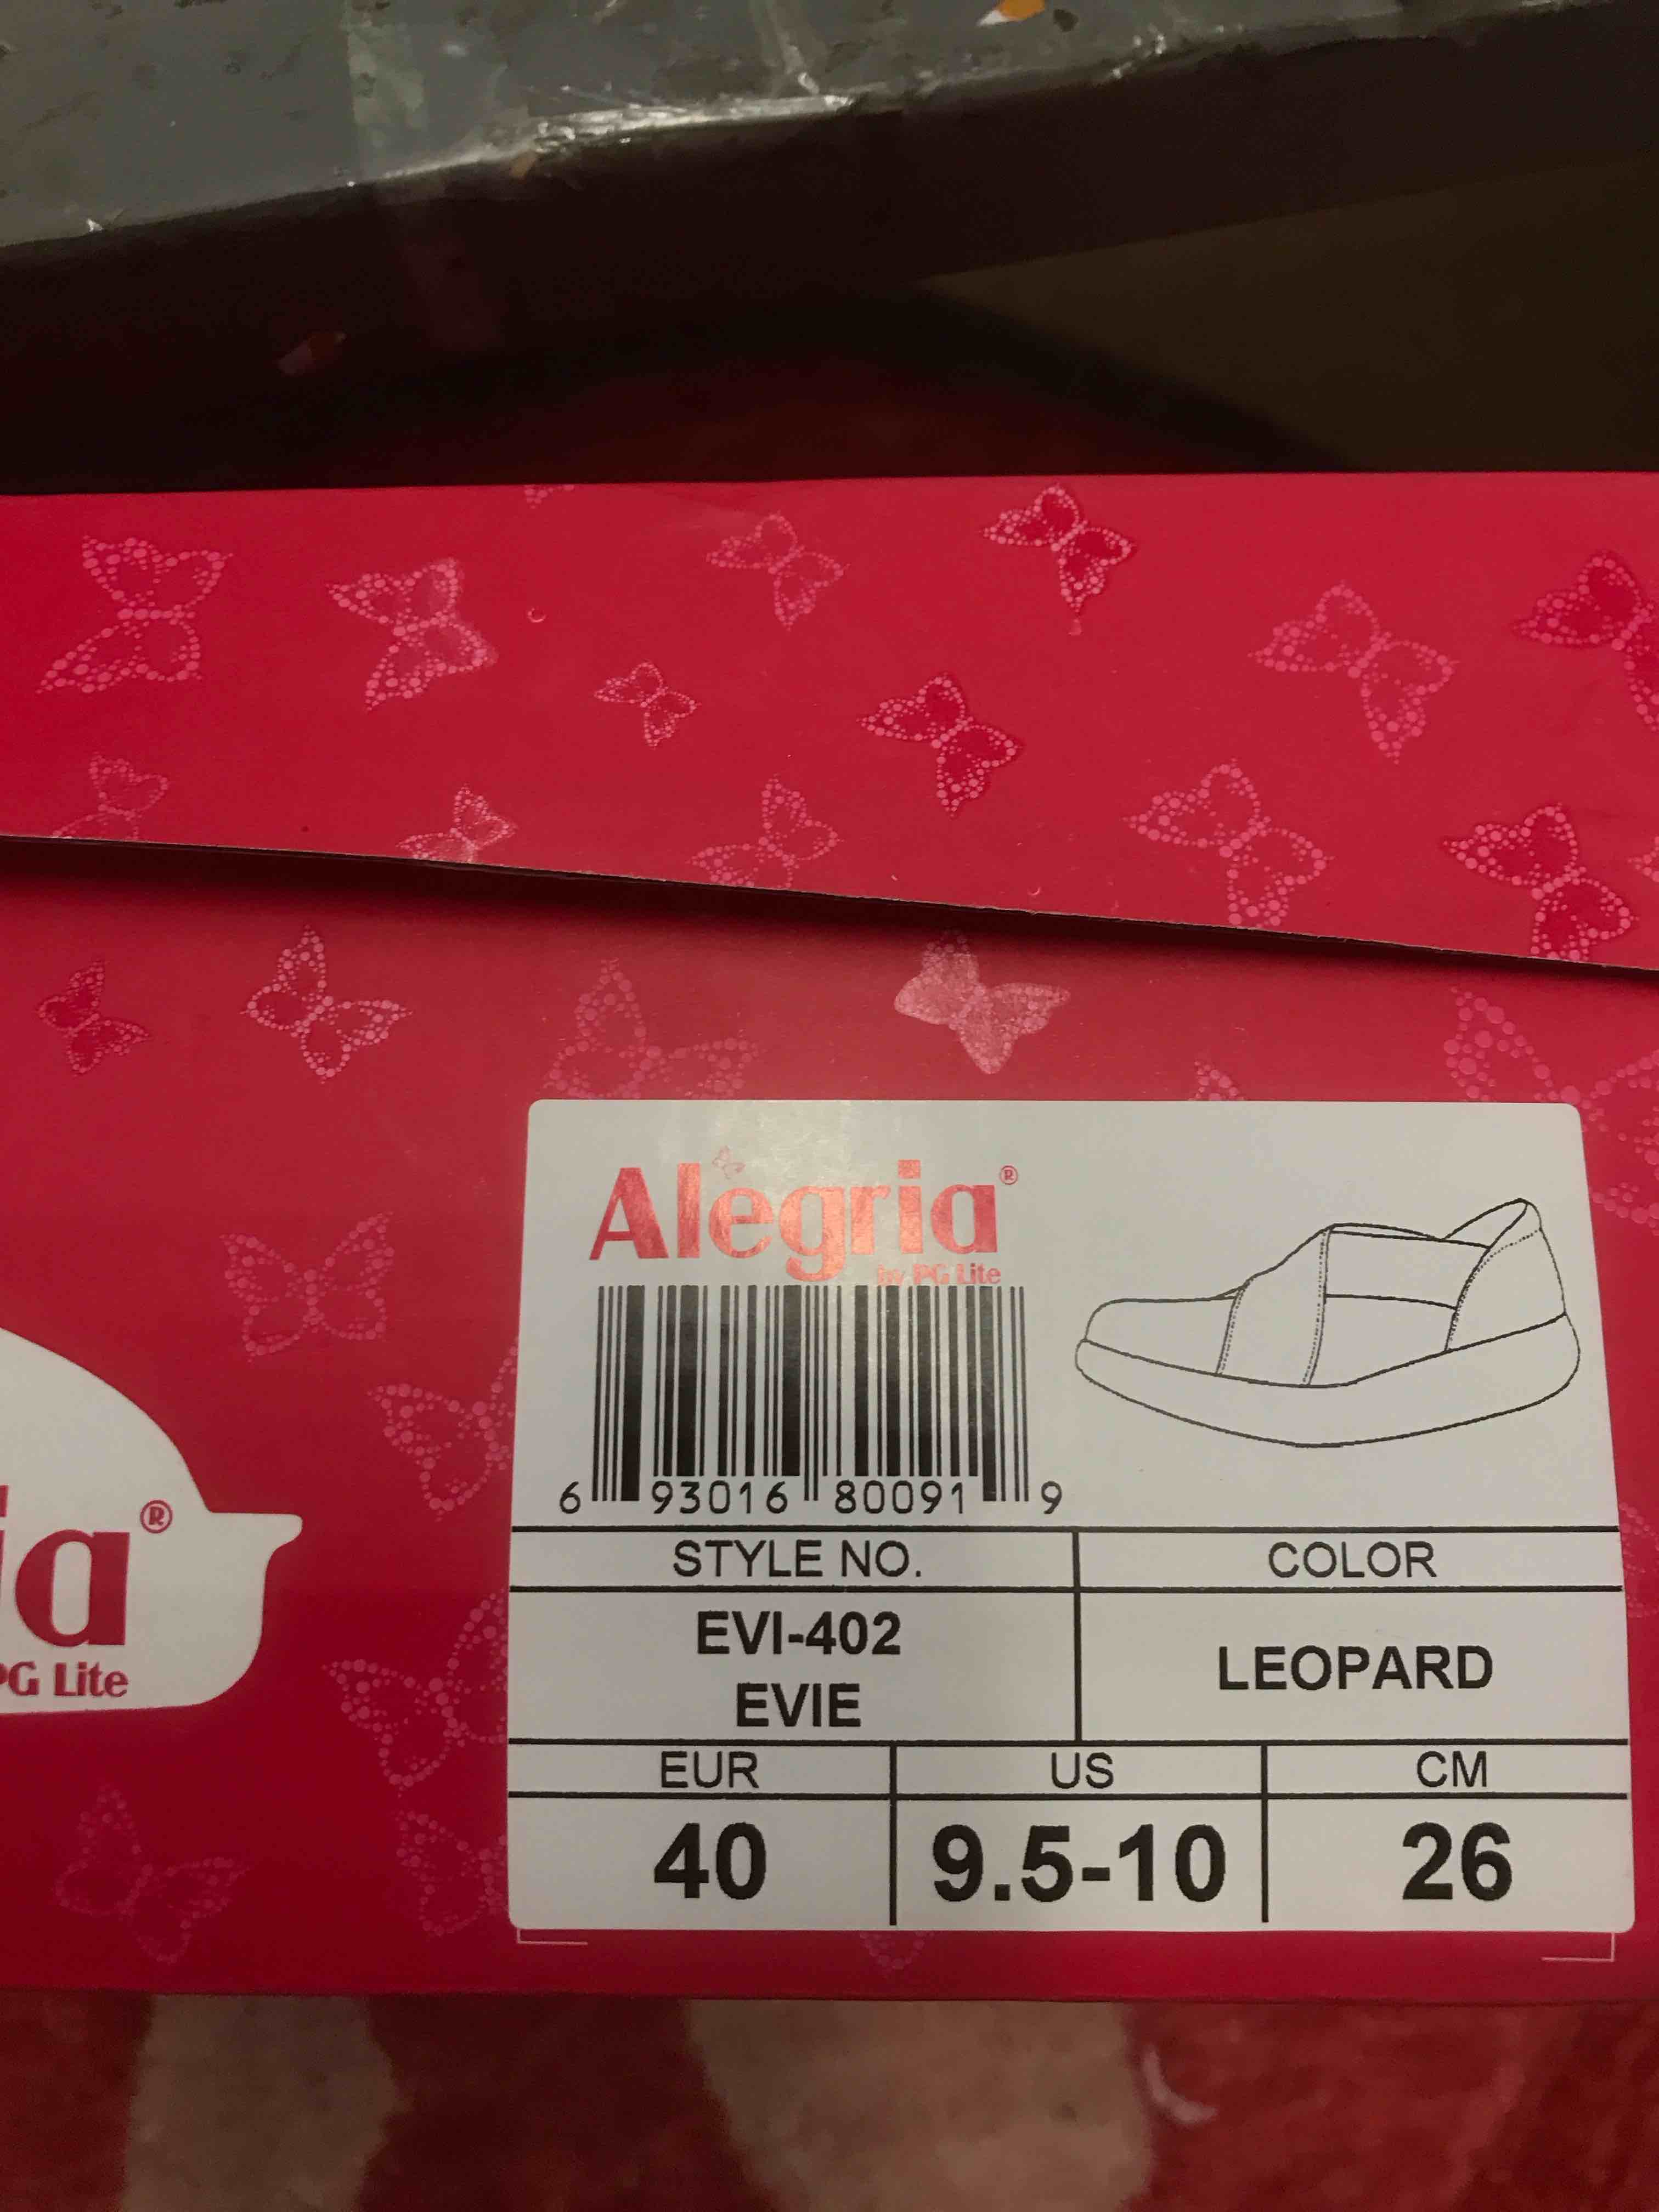 Alegria®
by PG Lite
6 93016 80091 9
ia®
PG Lite
STYLE NO.
COLOR
EVI-402
EVIE
LEOPARD
EUR
US
CM
40
9.5-10
26